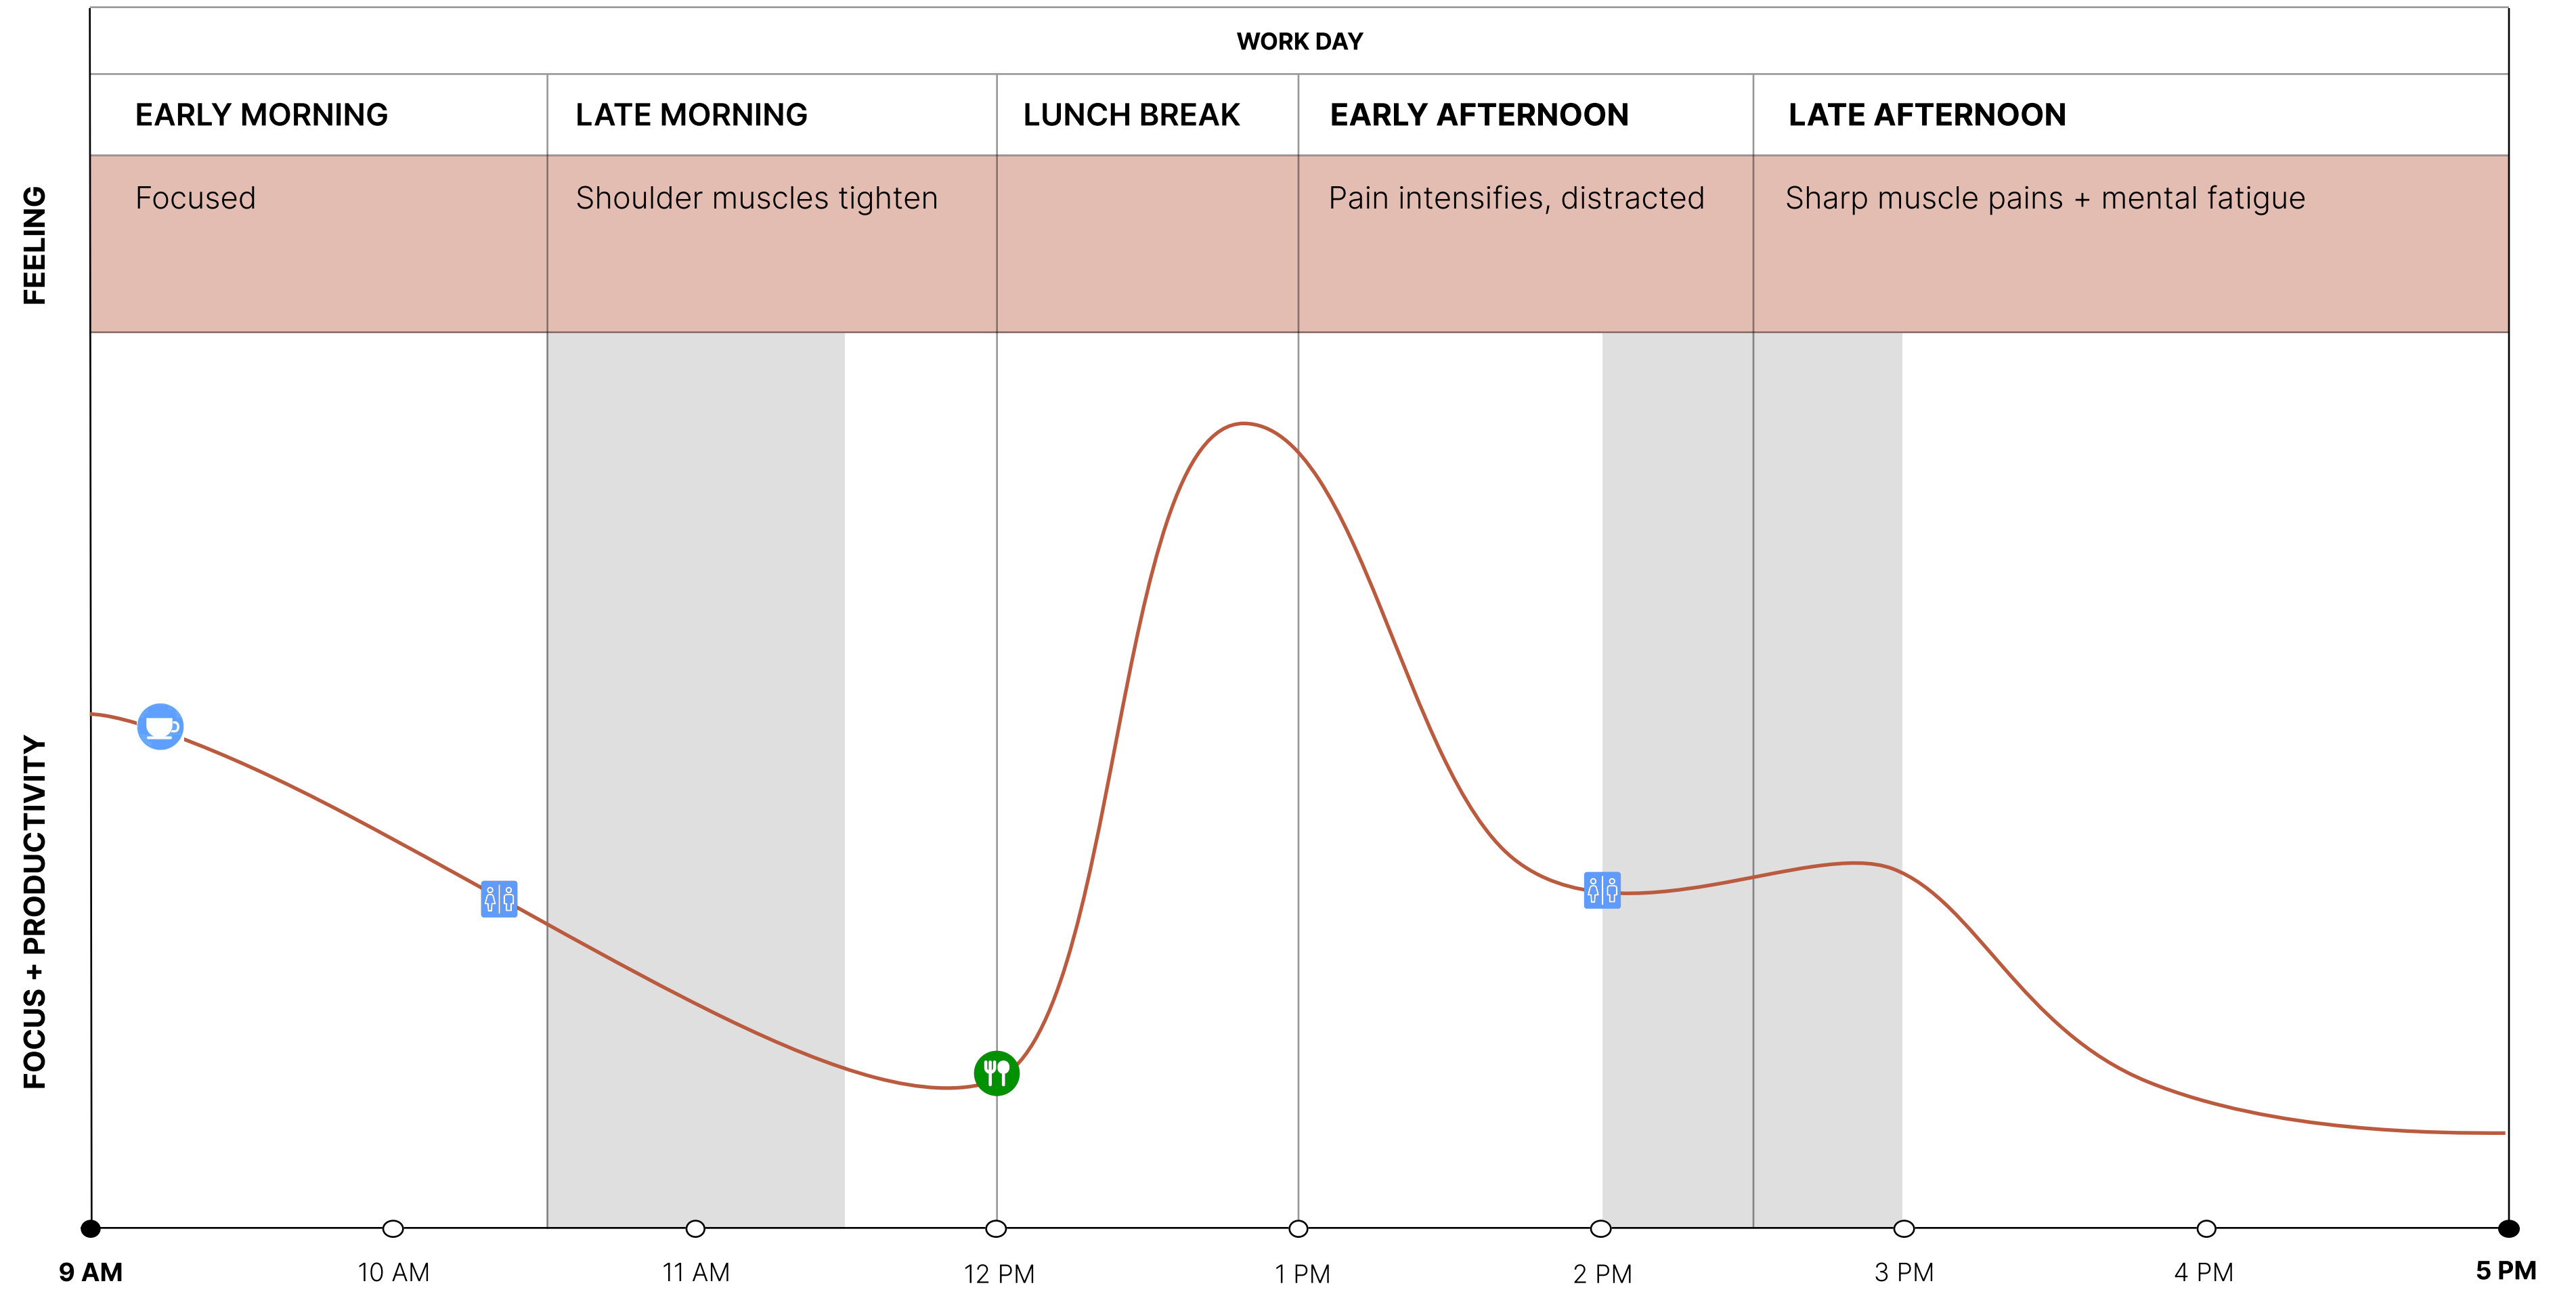 WORK DAY
EARLY MORNING
LATE MORNING
LUNCH BREAK
EARLY AFTERNOON
LATE AFTERNOON
FEELING
Focused
Shoulder muscles tighten
Pain intensifies, distracted
Sharp muscle pains + mental fatigue
FOCUS + PRODUCTIVITY
9 AM
10 AM
11 AM
12 PM
1 PM
2 PM
3 PM
4 PM
5 PM